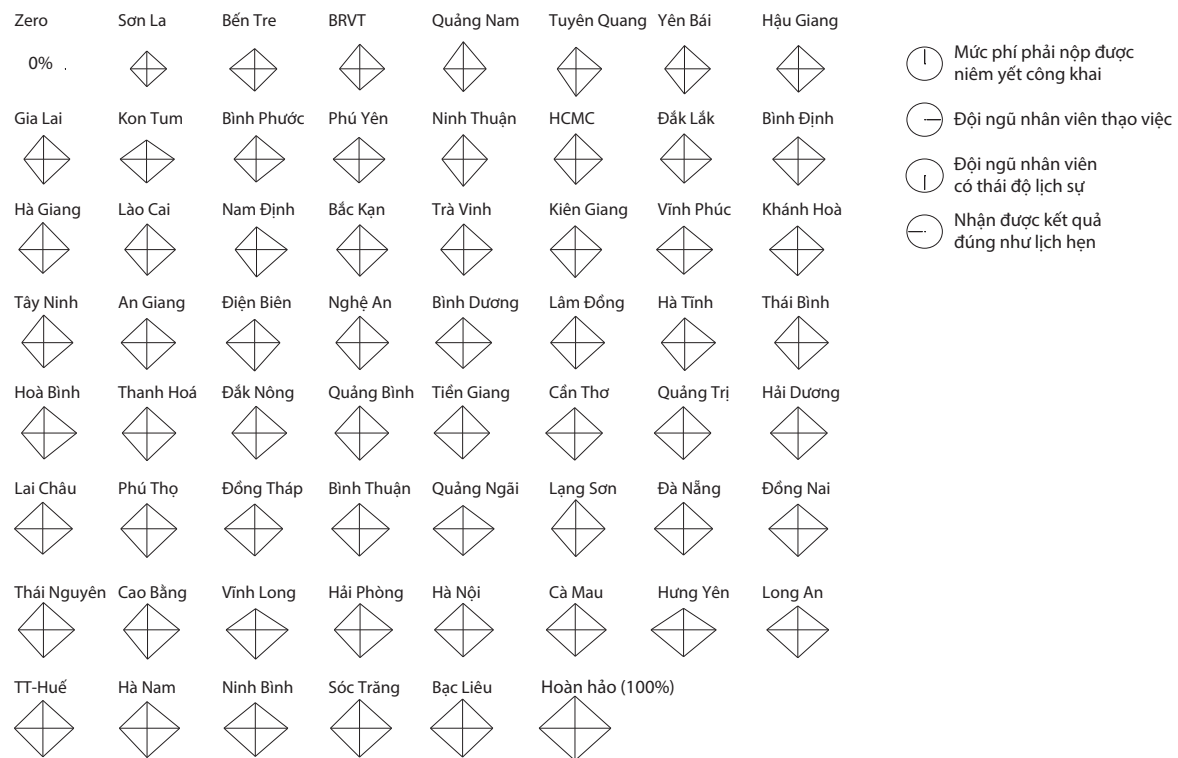 Zero Sơn La Bến Tre BRVT Quảng Nam Tuyên Quang Yên Bái Hậu Giang
0%
Gia Lai Kon Tum Bình Phước Phú Yên Ninh Thuận HCMC Đắk Lắk Bình Định
Hà Giang Lào Cai Nam Định Bắc Kạn Trà Vinh Kiên Giang Vĩnh Phúc Khánh Hoà
Tây Ninh An Giang Điện Biên Nghệ An Bình Dương Lâm Đồng Hà Tĩnh Thái Bình
Hoà Bình Thanh Hoá Đắk Nông Quảng Bình Tiền Giang Cần Thơ Quảng Trị Hải Dương
Lai Châu Phú Thọ Đồng Tháp Bình Thuận Quảng Ngãi Lạng Sơn Đà Nẵng Đồng Nai
Thái Nguyên Cao Bằng Vĩnh Long Hải Phòng Hà Nội Cà Mau Hưng Yên Long An
TT-Huế Hà Nam Ninh Bình Sóc Trăng Bạc Liêu Hoàn hảo (100%)
Mức phí phải nộp được
niêm yết công khai
Đội ngũ nhân viên thạo việc
Đội ngũ nhân viên
có thái độ lịch sự
Nhận được kết quả
đúng như lịch hẹn